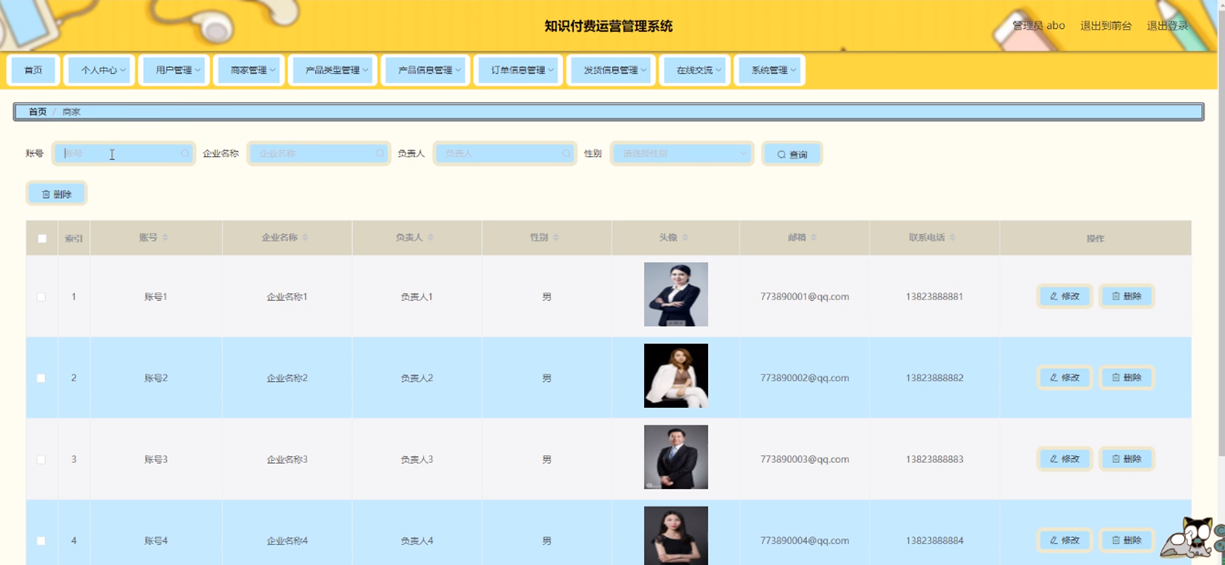 知识付费运营管理系统
管理员 abo 退出到前台 退出登录
首页 个人中心 用户管理 商家管理 产品类型管理 产品信息管理 订单信息管理 发货信息管理 在线交流 系统管理
首页 / 商家
账号 账号 企业名称 企业名称 负责人 负责人 性别 请选择性别 查询
删除
索引 账号 企业名称 负责人 性别 头像 邮箱 联系电话 操作
1 账号1 企业名称1 负责人1 男 773890001@qq.com 13823888881 修改 删除
2 账号2 企业名称2 负责人2 男 773890002@qq.com 13823888882 修改 删除
3 账号3 企业名称3 负责人3 男 773890003@qq.com 13823888883 修改 删除
4 账号4 企业名称4 负责人4 男 773890004@qq.com 13823888884 修改 删除